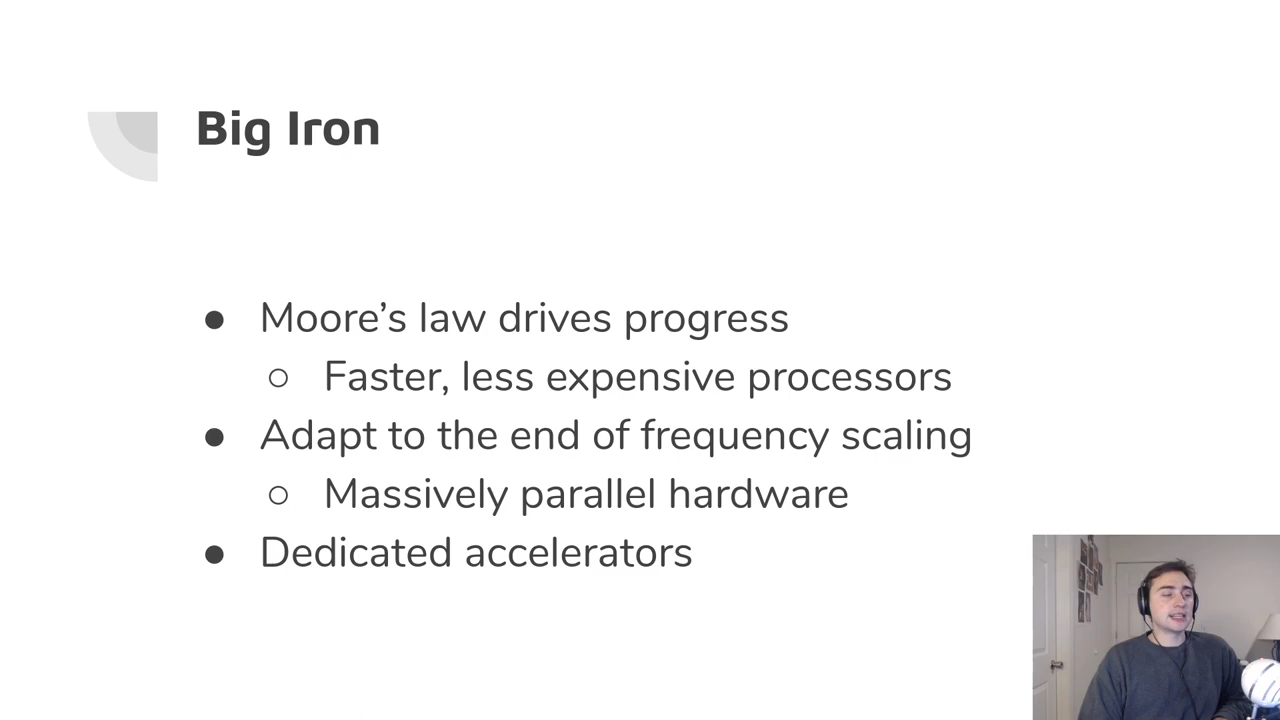 Big Iron
● Moore’s law drives progress
○ Faster, less expensive processors
● Adapt to the end of frequency scaling
○ Massively parallel hardware
● Dedicated accelerators